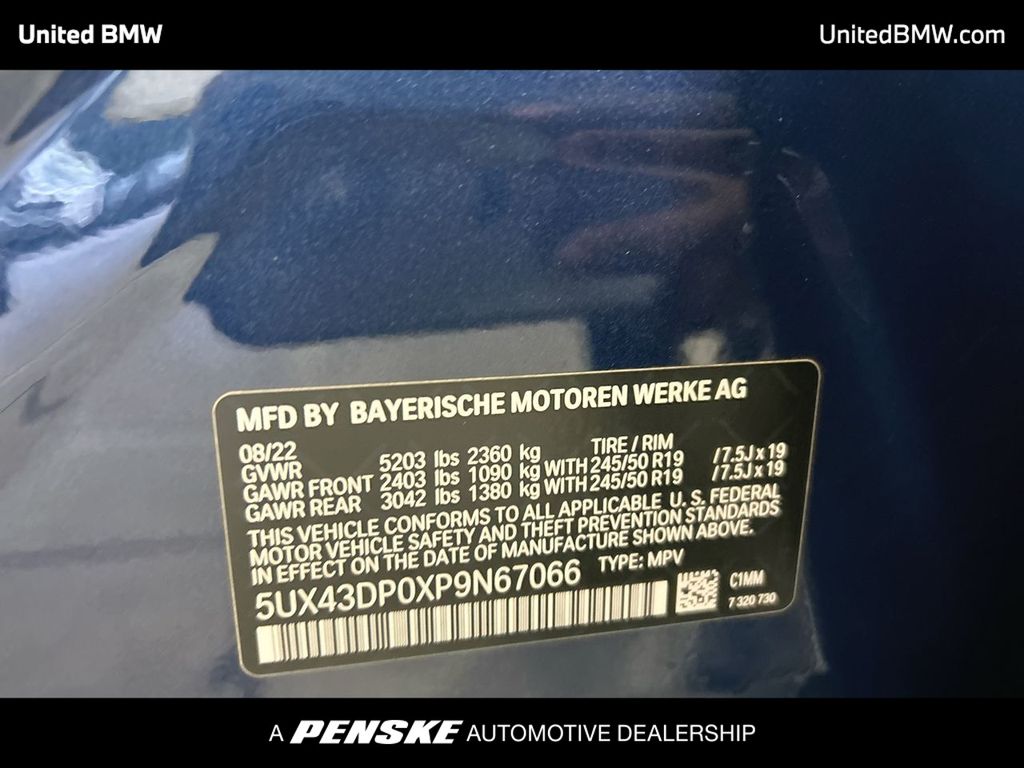 United BMW
UnitedBMW.com
MFD BY BAYERISCHE MOTOREN WERKE AG
08/22 TIRE / RIM
GVWR 5203 lbs 2360 kg
GAWR FRONT 2403 lbs 1090 kg WITH 245/50 R19 /7.5J x 19
GAWR REAR 3042 lbs 1380 kg WITH 245/50 R19 /7.5J x 19
THIS VEHICLE CONFORMS TO ALL APPLICABLE U.S. FEDERAL
MOTOR VEHICLE SAFETY AND THEFT PREVENTION STANDARDS
IN EFFECT ON THE DATE OF MANUFACTURE SHOWN ABOVE.
5UX43DP0XP9N67066 TYPE: MPV
C1MM
7 320 730
A PENSKE AUTOMOTIVE DEALERSHIP